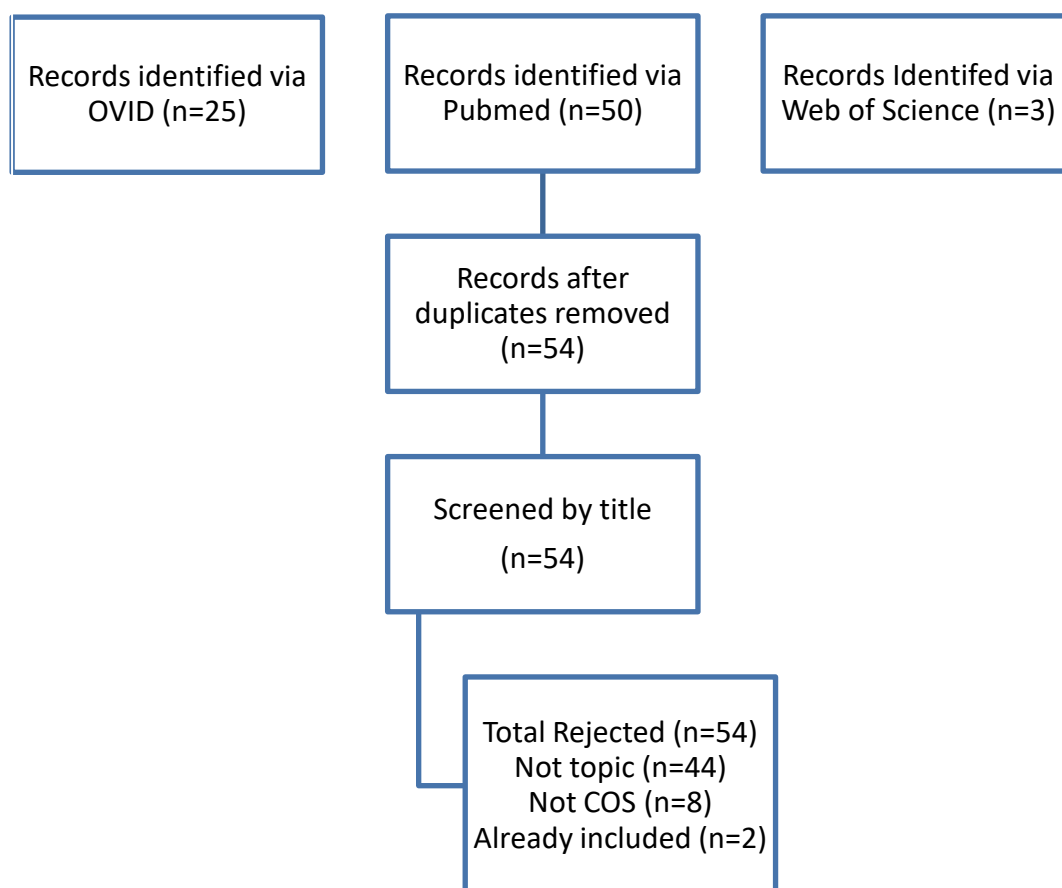 Records identified via
OVID (n=25)
Records identified via
Pubmed (n=50)
Records Identifed via
Web of Science (n=3)
Records after
duplicates removed
(n=54)
Screened by title
(n=54)
Total Rejected (n=54)
Not topic (n=44)
Not COS (n=8)
Already included (n=2)